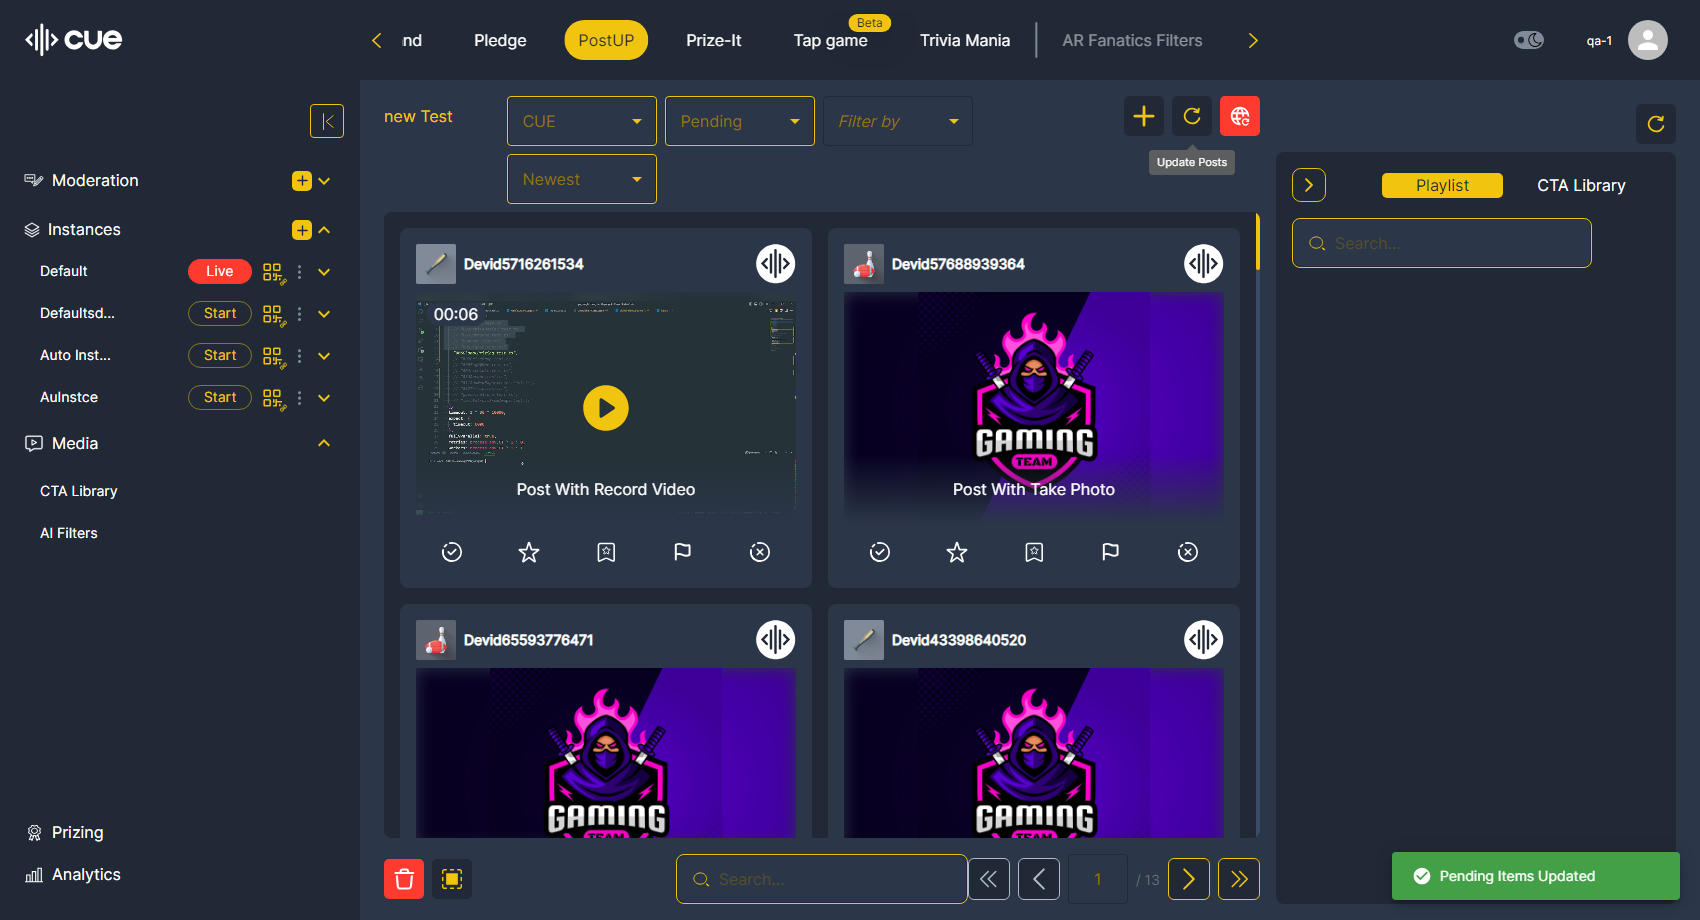 cue
nd
Pledge
PostUP
Prize-It
Beta
Tap game
Trivia Mania
AR Fanatics Filters
qa-1
new Test
CUE
Pending
Filter by
Newest
Update Posts
Moderation
Instances
Default
Live
Defaultsd...
Start
Auto Inst...
Start
AuInstce
Start
Media
CTA Library
AI Filters
Prizing
Analytics
Devid5716261534
00:06
Post With Record Video
Devid57688939364
GAMING
TEAM
Post With Take Photo
Devid65593776471
GAMING
TEAM
Devid43398640520
GAMING
TEAM
Search...
1
/ 13
Playlist
CTA Library
Search...
Pending Items Updated